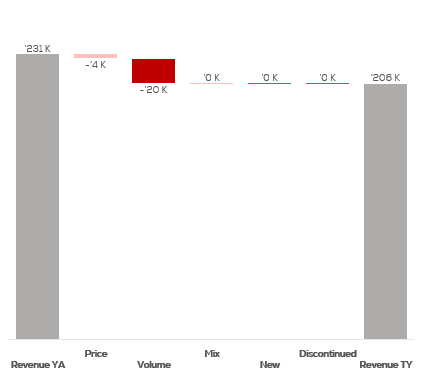 '231 K
-'4 K
-'20 K
'0 K
'0 K
'0 K
'206 K
Revenue YA
Price
Volume
Mix
New
Discontinued
Revenue TY